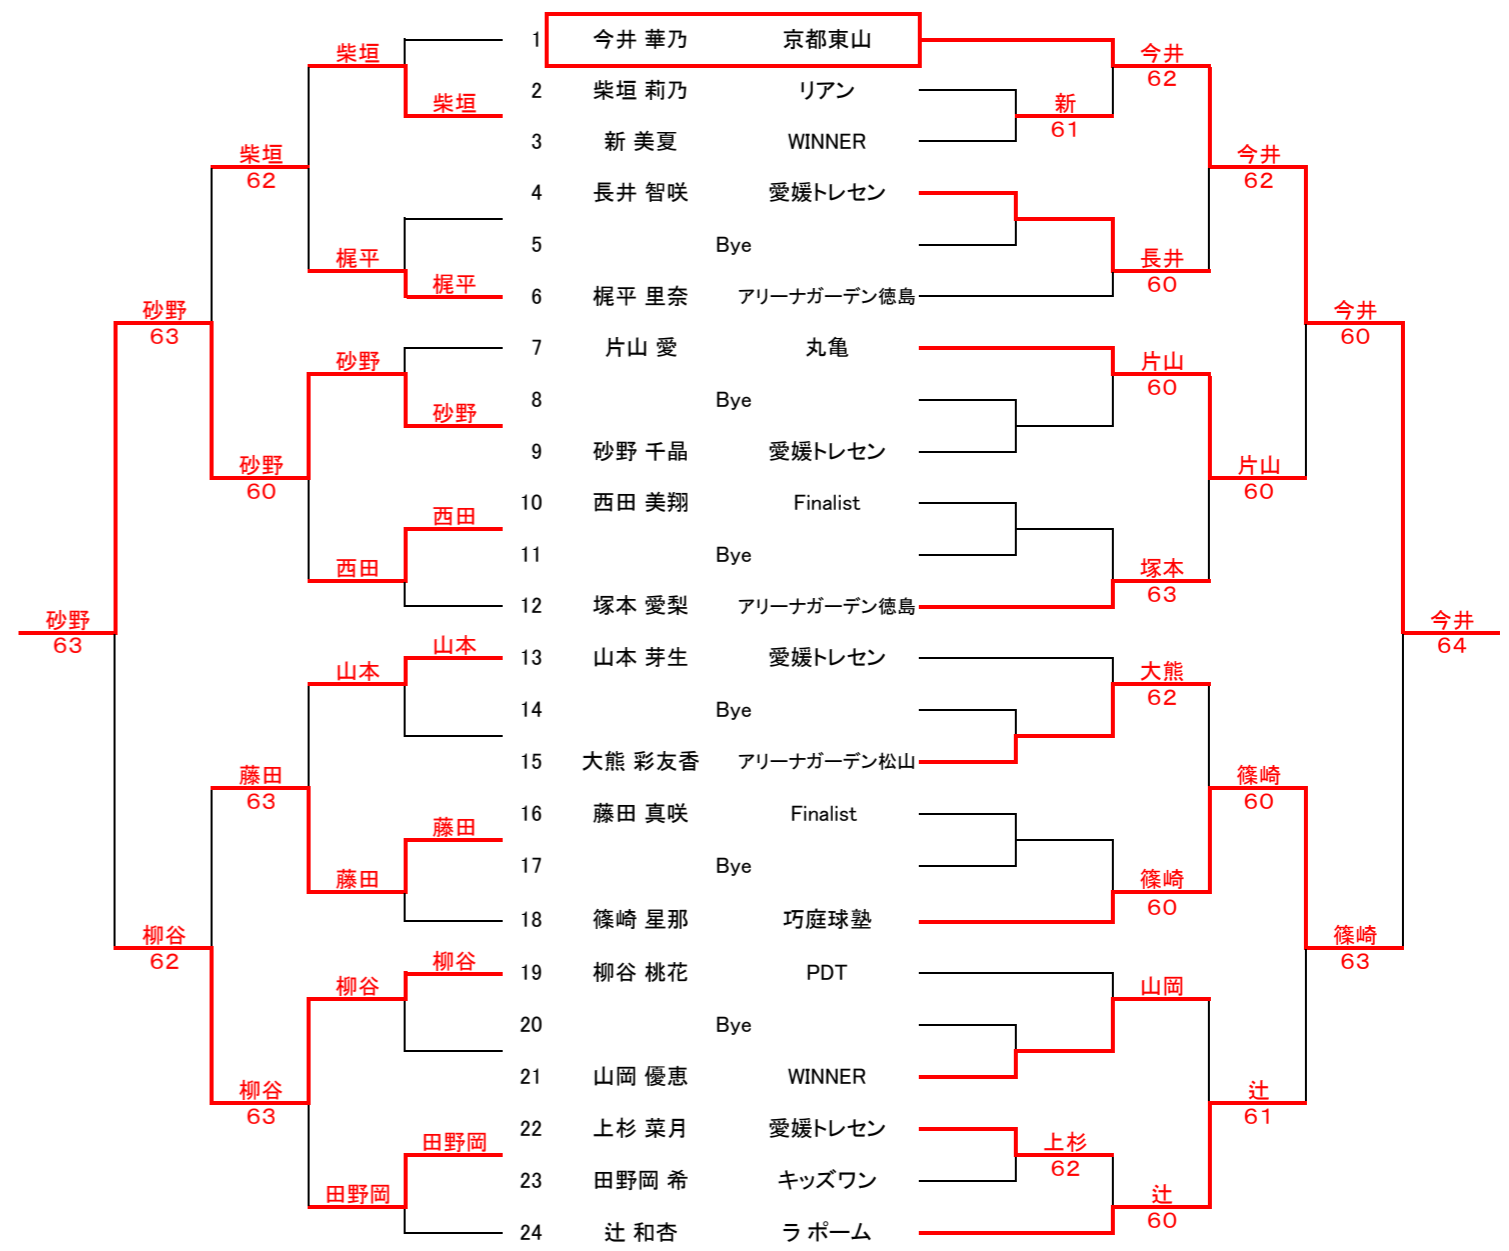 1 今井 華乃 京都東山
柴垣
今井
62
2 柴垣 莉乃 リアン
柴垣
新
61
3 新 美夏 WINNER
柴垣
62
今井
62
4 長井 智咲 愛媛トレセン
5 Bye
梶平
長井
60
梶平
6 梶平 里奈 アリーナガーデン徳島
砂野
63
今井
60
7 片山 愛 丸亀
砂野
片山
60
8 Bye
砂野
9 砂野 千晶 愛媛トレセン
砂野
60
片山
60
10 西田 美翔 Finalist
西田
11 Bye
西田
塚本
63
12 塚本 愛梨 アリーナガーデン徳島
砂野
63
今井
64
13 山本 芽生 愛媛トレセン
山本
山本
大熊
62
14 Bye
15 大熊 彩友香 アリーナガーデン松山
藤田
63
篠崎
60
16 藤田 真咲 Finalist
藤田
17 Bye
藤田
篠崎
60
18 篠崎 星那 巧庭球塾
柳谷
62
篠崎
63
19 柳谷 桃花 PDT
柳谷
柳谷
山岡
20 Bye
21 山岡 優恵 WINNER
柳谷
63
辻
61
22 上杉 菜月 愛媛トレセン
田野岡
上杉
62
23 田野岡 希 キッズワン
田野岡
辻
60
24 辻 和杏 ラ ポーム